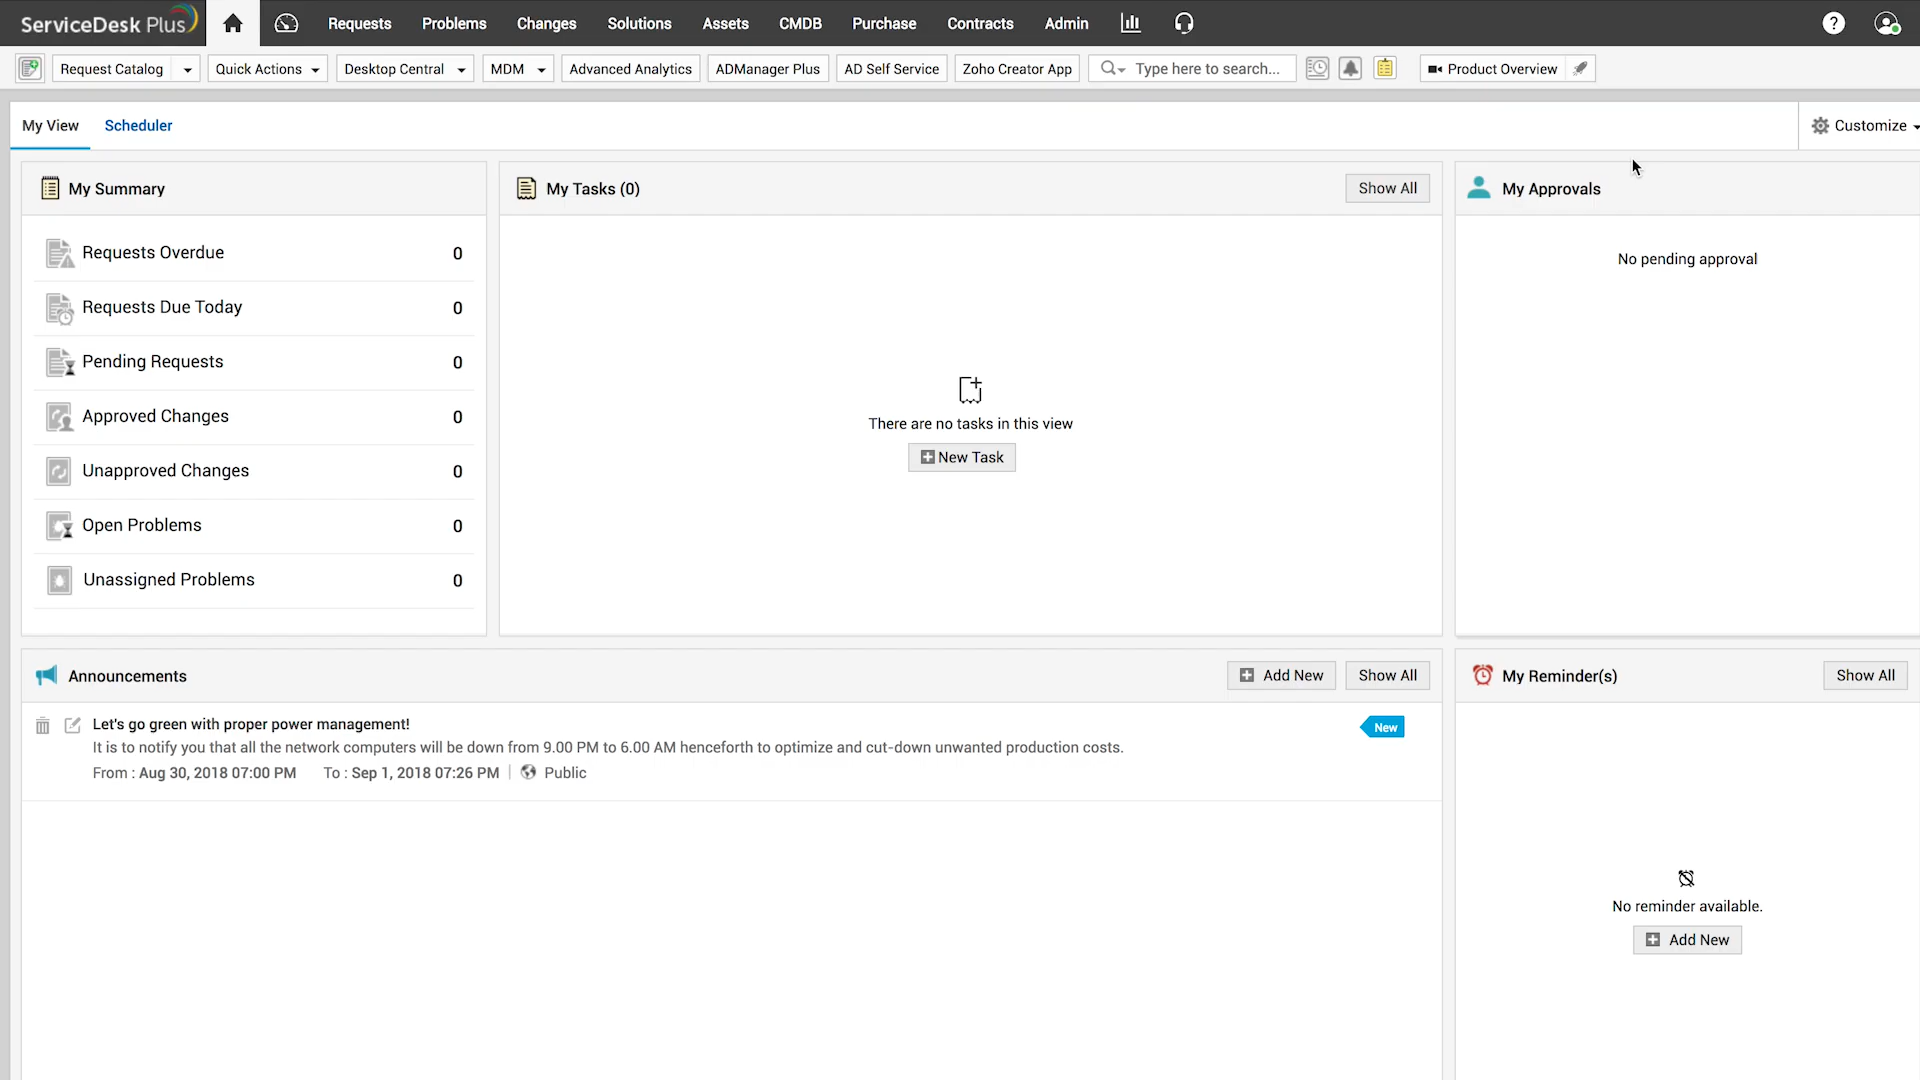 ServiceDesk Plus Requests Problems Changes Solutions Assets CMDB Purchase Contracts Admin ?
Request Catalog Quick Actions Desktop Central MDM Advanced Analytics ADManager Plus AD Self Service Zoho Creator App Type here to search... Product Overview
My View Scheduler Customize
My Summary
Requests Overdue 0
Requests Due Today 0
Pending Requests 0
Approved Changes 0
Unapproved Changes 0
Open Problems 0
Unassigned Problems 0
My Tasks (0) Show All
There are no tasks in this view
New Task
My Approvals
No pending approval
Announcements Add New Show All
Let's go green with proper power management! New
It is to notify you that all the network computers will be down from 9.00 PM to 6.00 AM henceforth to optimize and cut-down unwanted production costs.
From : Aug 30, 2018 07:00 PM To : Sep 1, 2018 07:26 PM | Public
My Reminder(s) Show All
No reminder available.
Add New